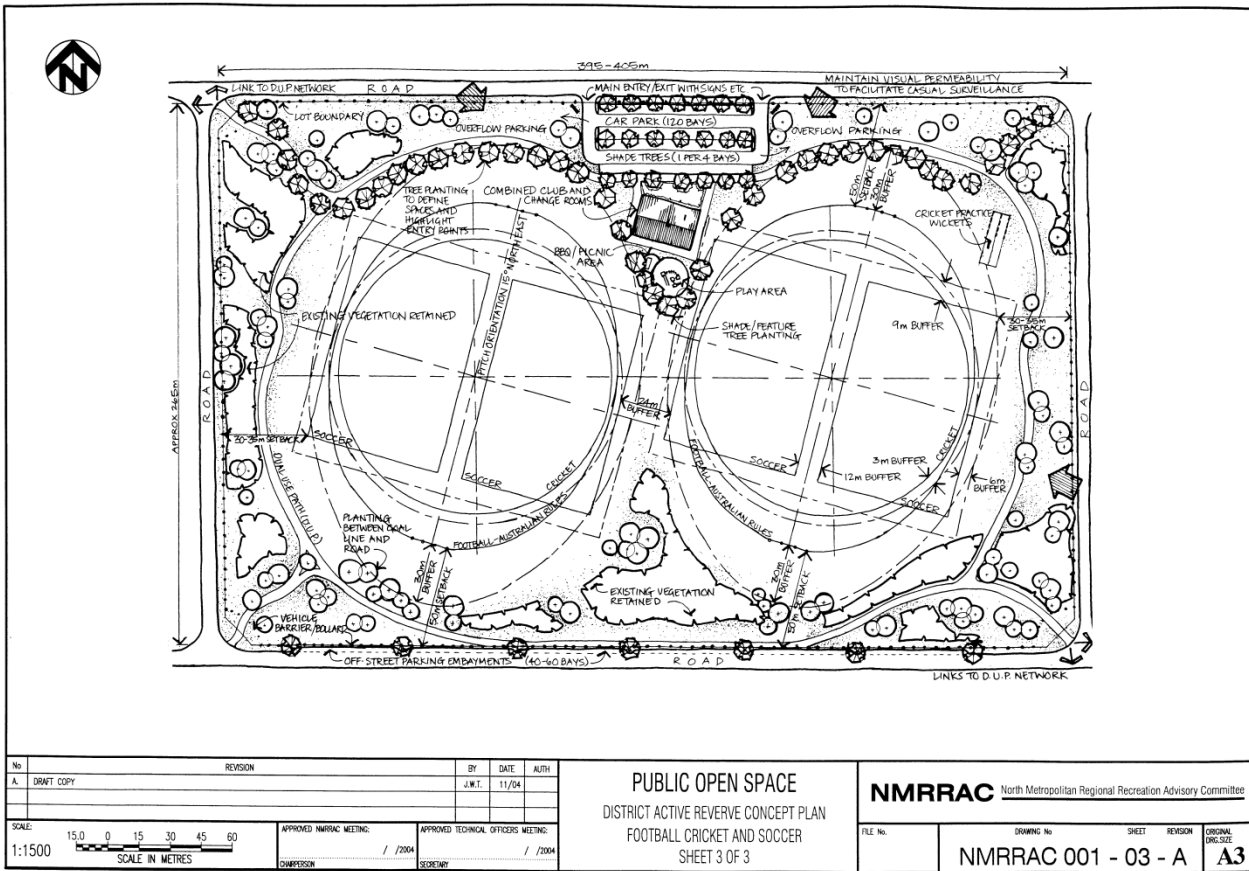 N
395-405m
LINK TO D.U.P. NETWORK
ROAD
MAIN ENTRY/EXIT WITH SIGNS ETC
MAINTAIN VISUAL PERMEABILITY
TO FACILITATE CASUAL SURVEILLANCE
LOT BOUNDARY
OVERFLOW PARKING
CAR PARK (120 BAYS)
OVERFLOW PARKING
SHADE TREES (1 PER 4 BAYS)
TREE PLANTING
TO DEFINE
SPACES AND
HIGHLIGHT
ENTRY POINTS
COMBINED CLUB AND
CHANGE ROOMS
50m
SETBACK
30m
BUFFER
CRICKET PRACTICE
WICKETS
PITCH ORIENTATION 15° NORTH EAST
BBQ/PICNIC
AREA
PLAY AREA
EXISTING VEGETATION RETAINED
SHADE/FEATURE
TREE PLANTING
9m BUFFER
30-35m
SETBACK
APPROX 265m
ROAD
ROAD
24m
BUFFER
30-35m SETBACK
SOCCER
SOCCER
CRICKET
FOOTBALL-AUSTRALIAN RULES
DUAL USE PATH (D.U.P.)
SOCCER
3m BUFFER
12m BUFFER
CRICKET
6m
BUFFER
SOCCER
FOOTBALL-AUSTRALIAN RULES
PLANTING
BETWEEN GOAL
LINE AND
ROAD
30m
BUFFER
50m SETBACK
EXISTING VEGETATION
RETAINED
30m
BUFFER
50m SETBACK
VEHICLE
BARRIER/BOLLARD
OFF-STREET PARKING EMBAYMENTS (40-60 BAYS)
ROAD
LINKS TO D.U.P. NETWORK
No REVISION BY DATE AUTH
A. DRAFT COPY J.W.T. 11/04
SCALE:
1:1500
15.0 0 15 30 45 60
SCALE IN METRES
APPROVED NMRRAC MEETING:
/ /2004
CHAIRPERSON
APPROVED TECHNICAL OFFICERS MEETING:
/ /2004
SECRETARY
PUBLIC OPEN SPACE
DISTRICT ACTIVE REVERVE CONCEPT PLAN
FOOTBALL CRICKET AND SOCCER
SHEET 3 OF 3
NMRRAC North Metropolitan Regional Recreation Advisory Committee
FILE No.
DRAWING No SHEET REVISION
NMRRAC 001 - 03 - A
ORIGINAL
DRG.SIZE
A3